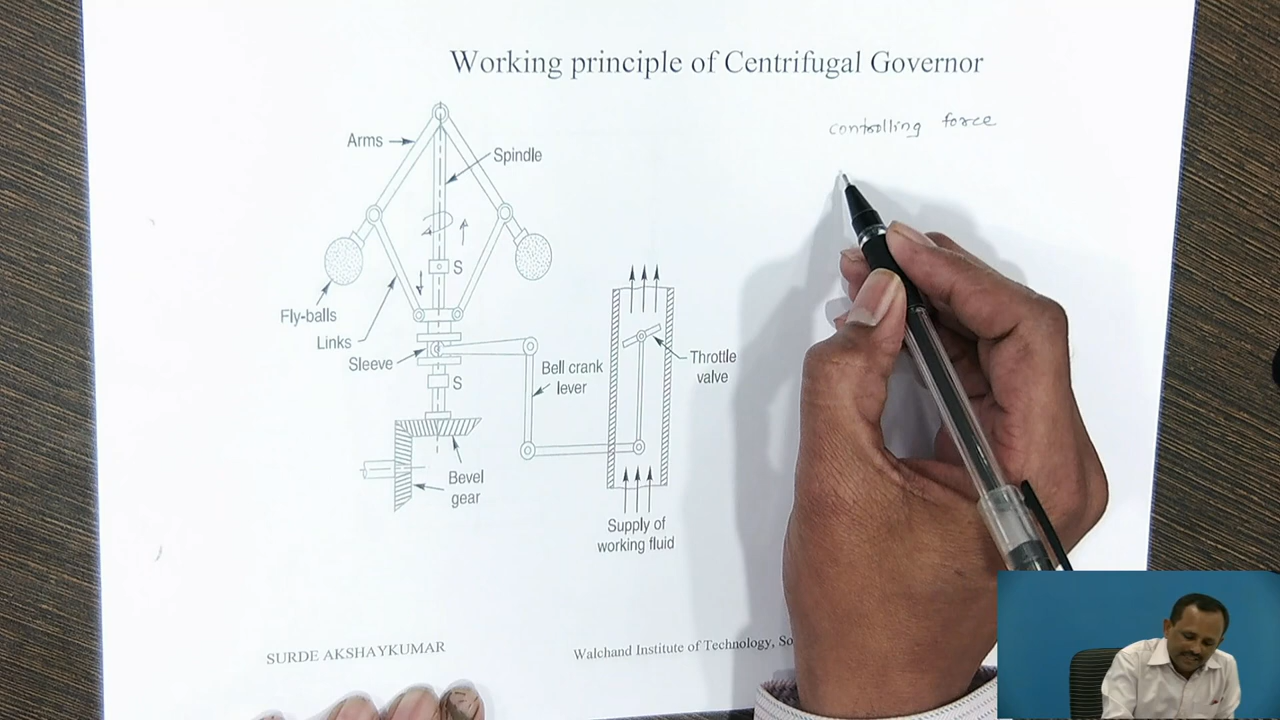 Working principle of Centrifugal Governor
controlling force
Arms
Spindle
S
Fly-balls
Links
Sleeve
Bell crank
lever
Throttle
valve
S
Bevel
gear
Supply of
working fluid
SURDE AKSHAYKUMAR
Walchand Institute of Technology,